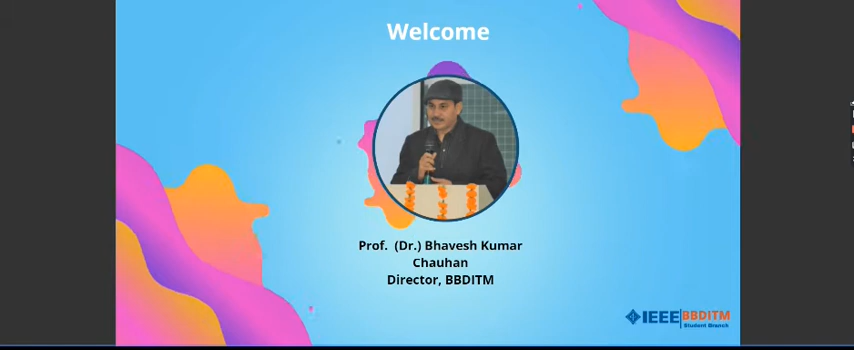 Welcome
Prof. (Dr.) Bhavesh Kumar
Chauhan
Director, BBDITM
IEEE BBDITM
Student Branch